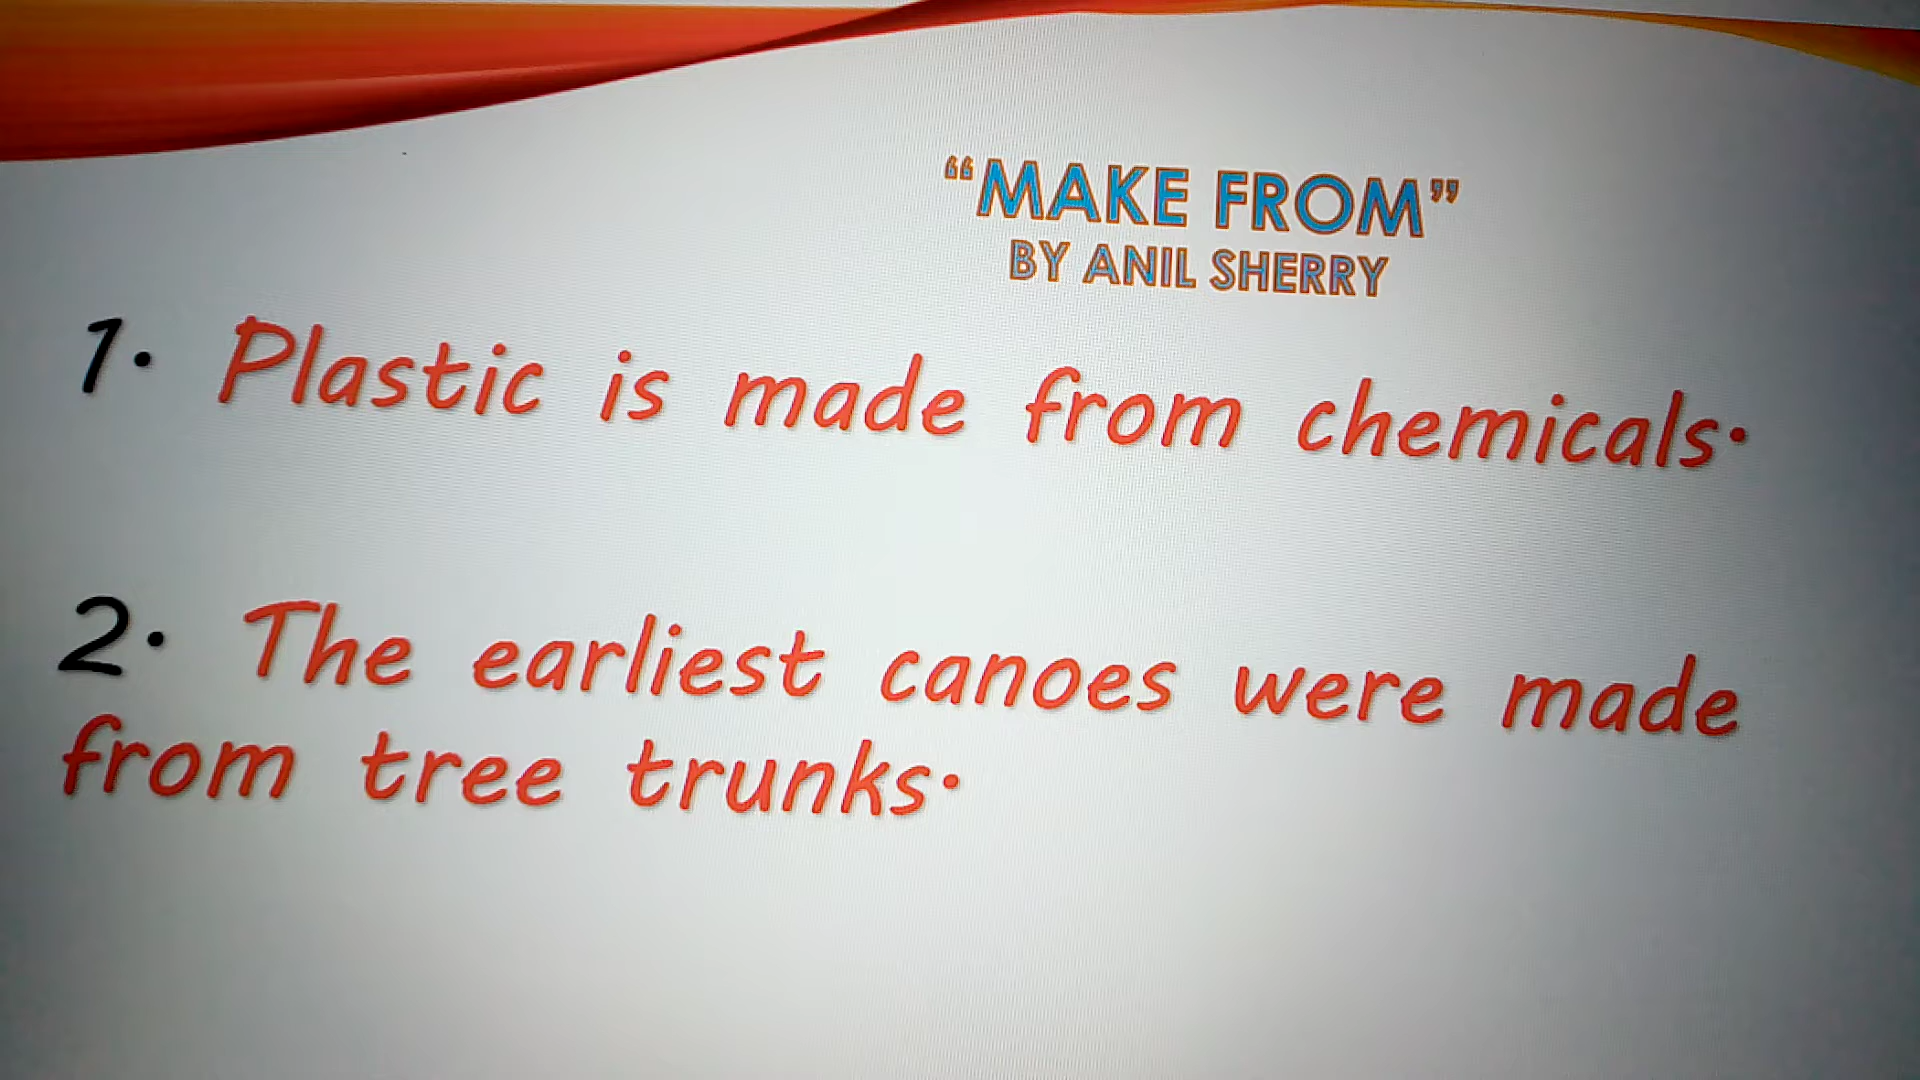 “MAKE FROM”
BY ANIL SHERRY
1. Plastic is made from chemicals.
2. The earliest canoes were made
from tree trunks.